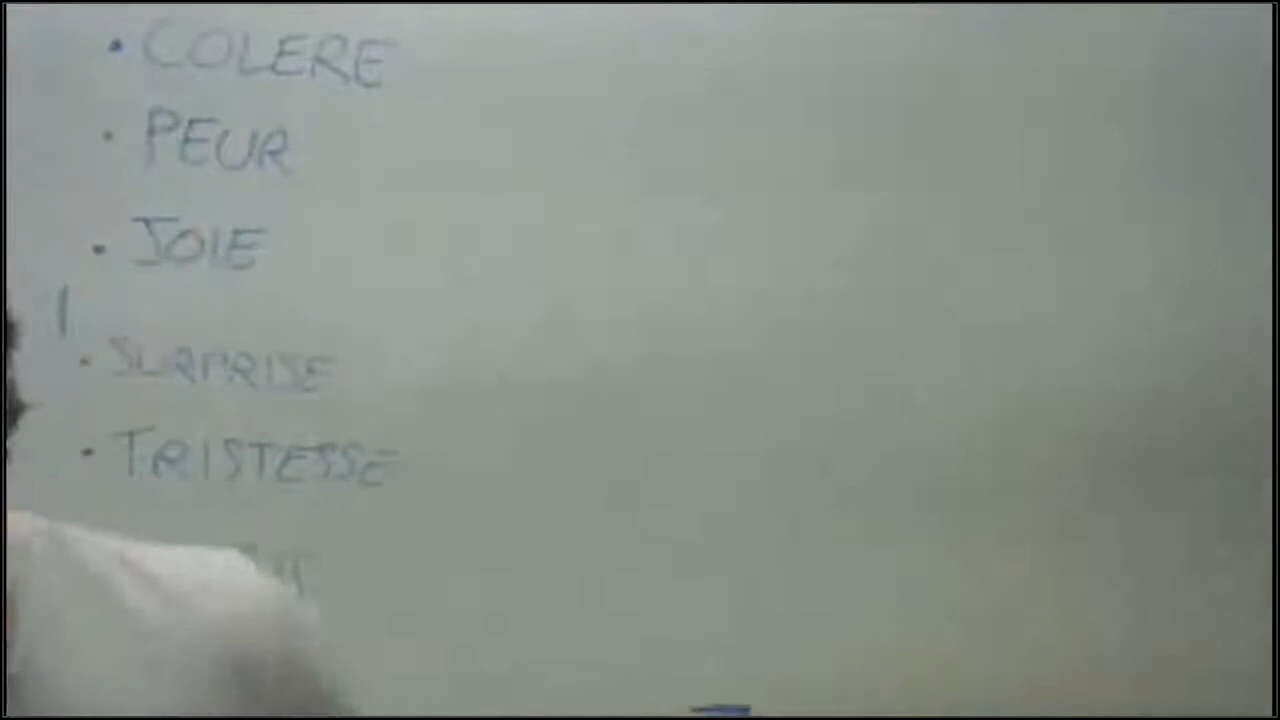 • COLERE
• PEUR
• JOIE
• SURPRISE
• TRISTESSE